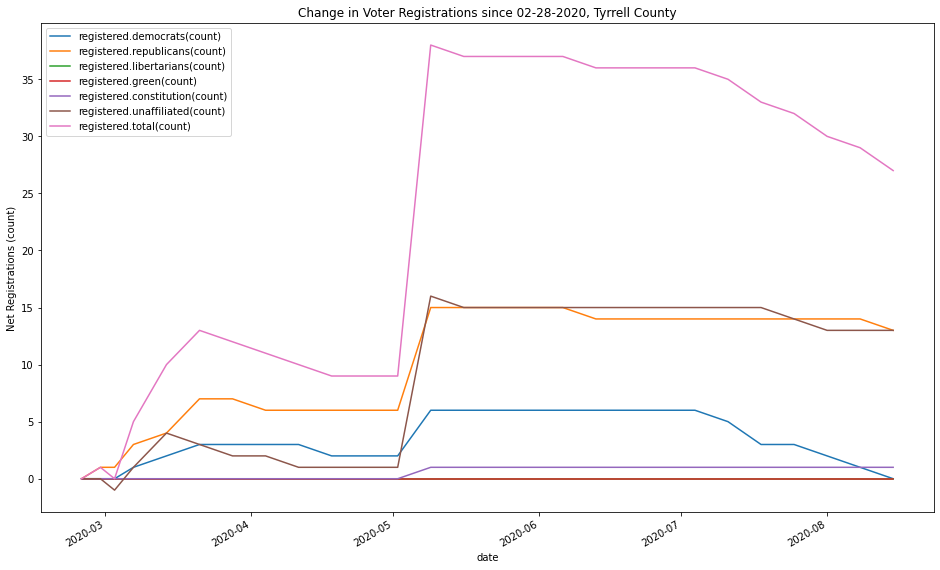 Change in Voter Registrations since 02-28-2020, Tyrrell County
registered.democrats(count)
registered.republicans(count)
registered.libertarians(count)
registered.green(count)
registered.constitution(count)
registered.unaffiliated(count)
registered.total(count)
Net Registrations (count)
35
30
25
20
15
10
5
0
2020-03
2020-04
2020-05
2020-06
2020-07
2020-08
date